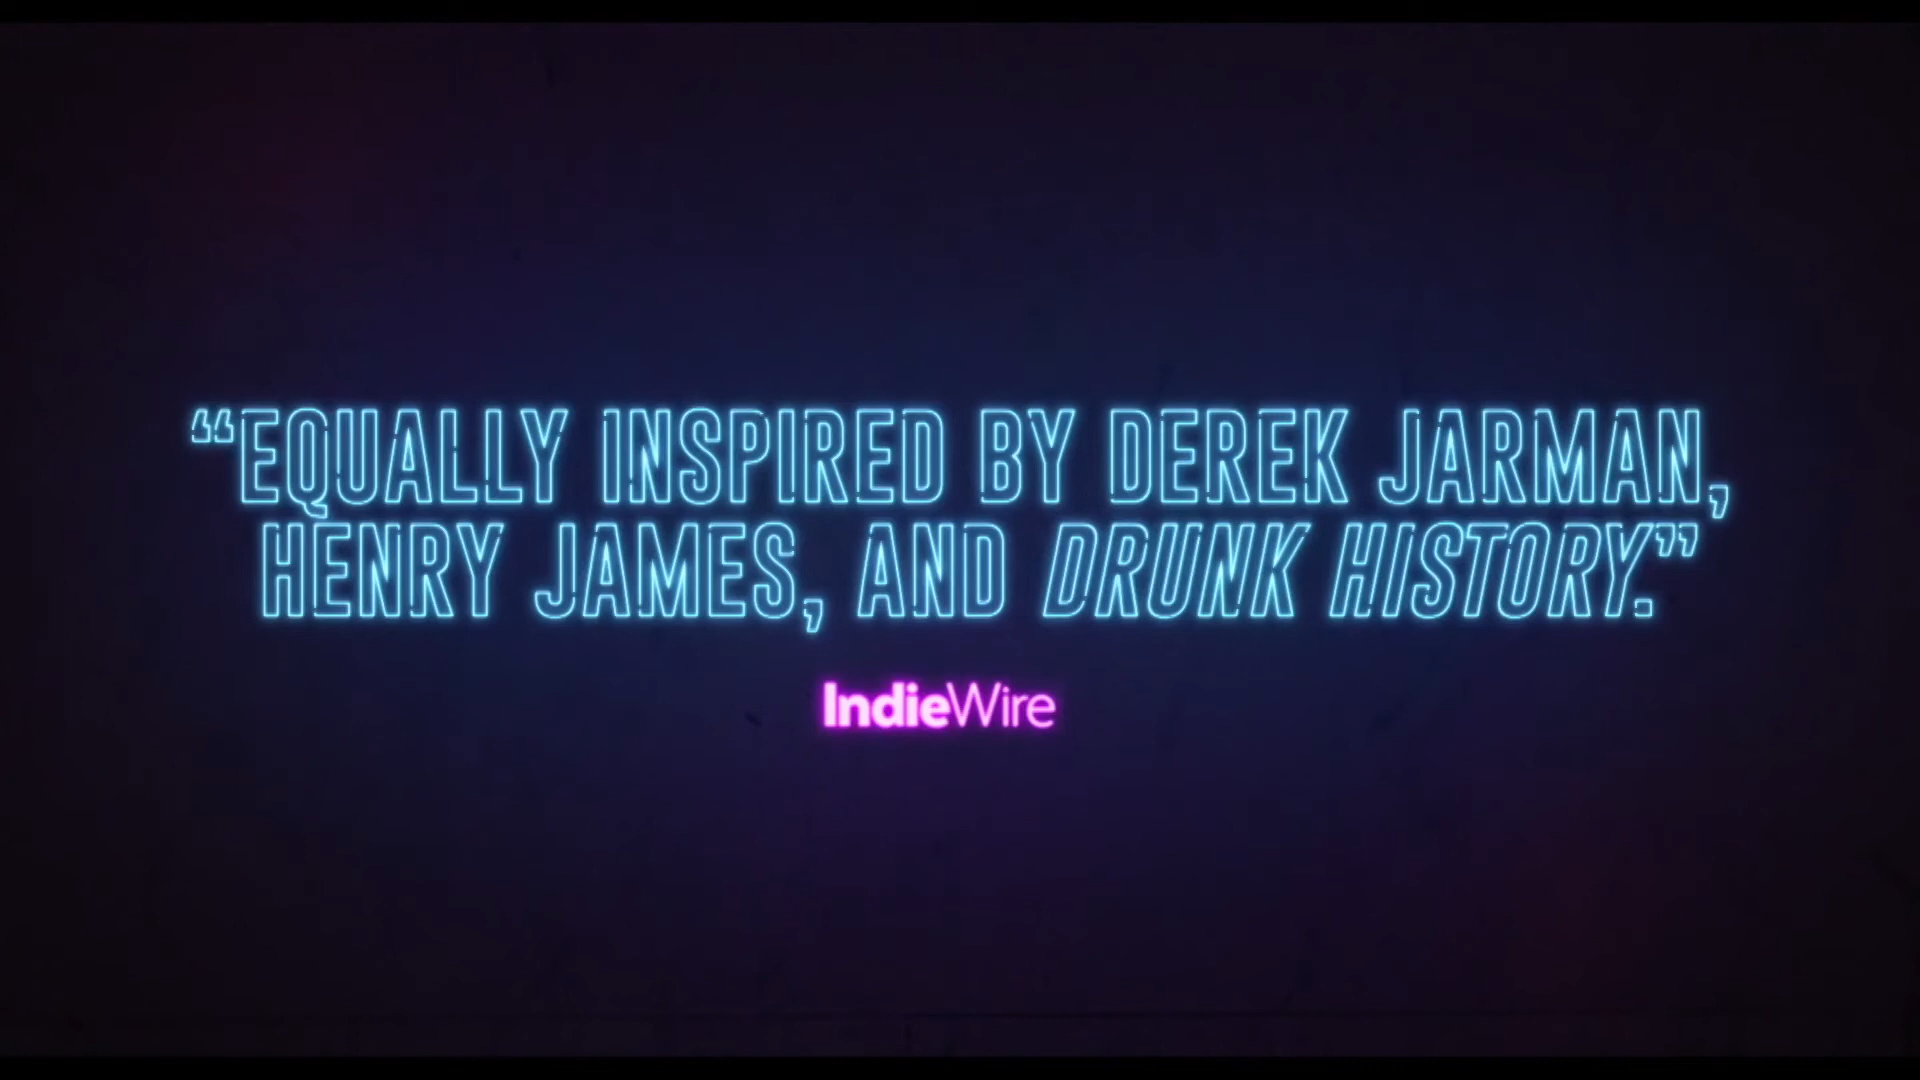 “EQUALLY INSPIRED BY DEREK JARMAN,
HENRY JAMES, AND DRUNK HISTORY.”
IndieWire